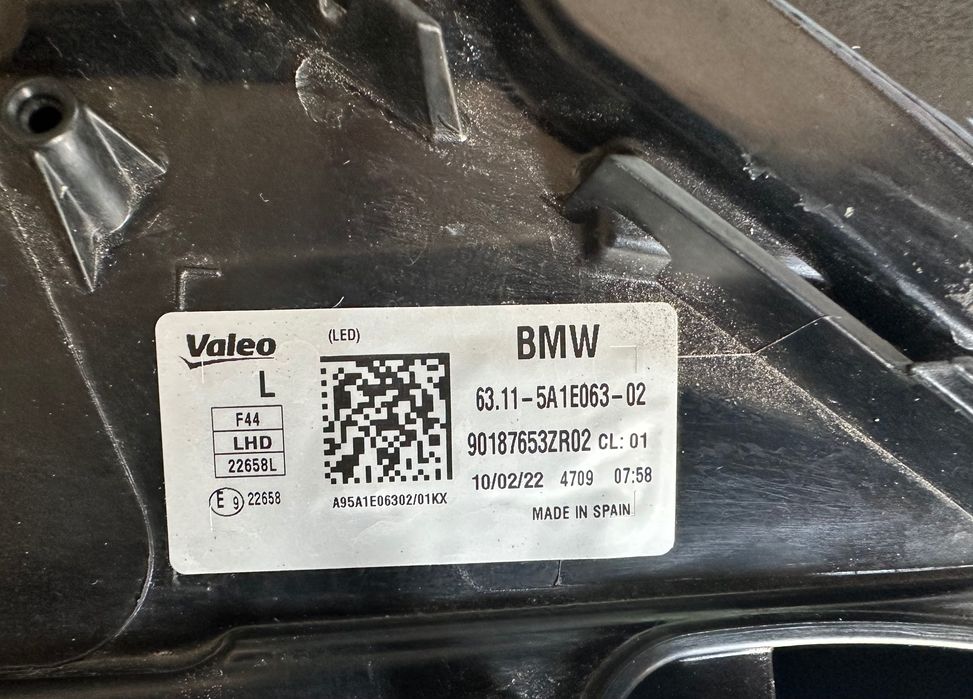 Valeo
(LED)
BMW
L
F44
LHD
22658L
E 9 22658
A95A1E06302/01KX
63.11-5A1E063-02
90187653ZR02 CL: 01
10/02/22 4709 07:58
MADE IN SPAIN